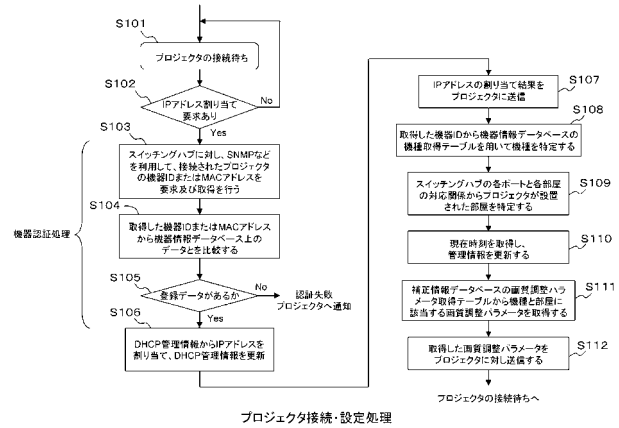 S101
プロジェクタの接続待ち
S102
IPアドレス割り当て
要求あり
No
Yes
S103
スイッチングハブに対し、SNMPなど
を利用して、接続されたプロジェクタ
の機器IDまたはMACアドレスを
要求及び取得を行う
機器認証処理
S104
取得した機器IDまたはMACアドレス
から機器情報データベース上の
データとを比較する
S105
登録データがあるか
No
認証失敗
プロジェクタへ通知
Yes
S106
DHCP管理情報からIPアドレスを
割り当て、DHCP管理情報を更新
S107
IPアドレスの割り当て結果を
プロジェクタに送信
S108
取得した機器IDから機器情報データベースの
機種取得テーブルを用いて機種を特定する
S109
スイッチングハブの各ポートと各部屋
の対応関係からプロジェクタが設置
された部屋を特定する
S110
現在時刻を取得し、
管理情報を更新する
S111
補正情報データベースの画質調整パラ
メータ取得テーブルから機種と部屋に
該当する画質調整パラメータを取得する
S112
取得した画質調整パラメータを
プロジェクタに対し送信する
プロジェクタの接続待ちへ
プロジェクタ接続・設定処理